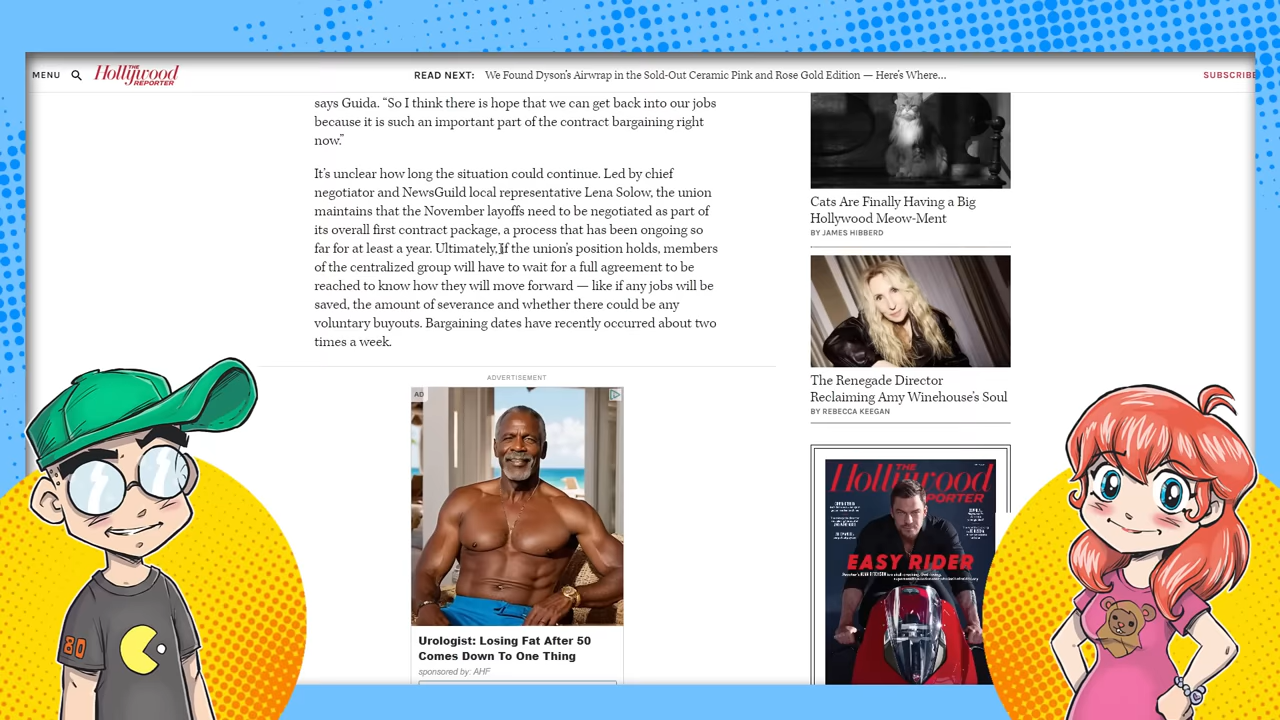 MENU
THE
Hollywood
REPORTER
READ NEXT: We Found Dyson's Airwrap in the Sold-Out Ceramic Pink and Rose Gold Edition — Here's Where...
SUBSCRIBE
says Guida. “So I think there is hope that we can get back into our jobs
because it is such an important part of the contract bargaining right
now.”
It's unclear how long the situation could continue. Led by chief
negotiator and NewsGuild local representative Lena Solow, the union
maintains that the November layoffs need to be negotiated as part of
its overall first contract package, a process that has been ongoing so
far for at least a year. Ultimately, if the union's position holds, members
of the centralized group will have to wait for a full agreement to be
reached to know how they will move forward — like if any jobs will be
saved, the amount of severance and whether there could be any
voluntary buyouts. Bargaining dates have recently occurred about two
times a week.
ADVERTISEMENT
AD
Urologist: Losing Fat After 50
Comes Down To One Thing
sponsored by: AHF
Cats Are Finally Having a Big
Hollywood Meow-Ment
BY JAMES HIBBERD
The Renegade Director
Reclaiming Amy Winehouse's Soul
BY REBECCA KEEGAN
THE
Hollywood
REPORTER
EASY RIDER
80